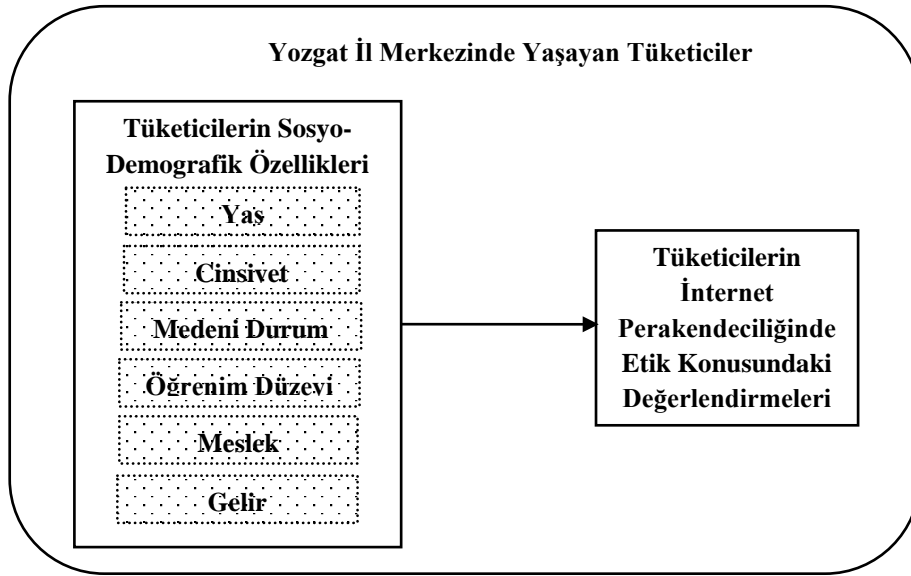 Yozgat İl Merkezinde Yaşayan Tüketiciler
Tüketicilerin Sosyo-
Demografik Özellikleri
Yaş
Cinsiyet
Medeni Durum
Öğrenim Düzeyi
Meslek
Gelir
Tüketicilerin
İnternet
Perakendeciliğinde
Etik Konusundaki
Değerlendirmeleri